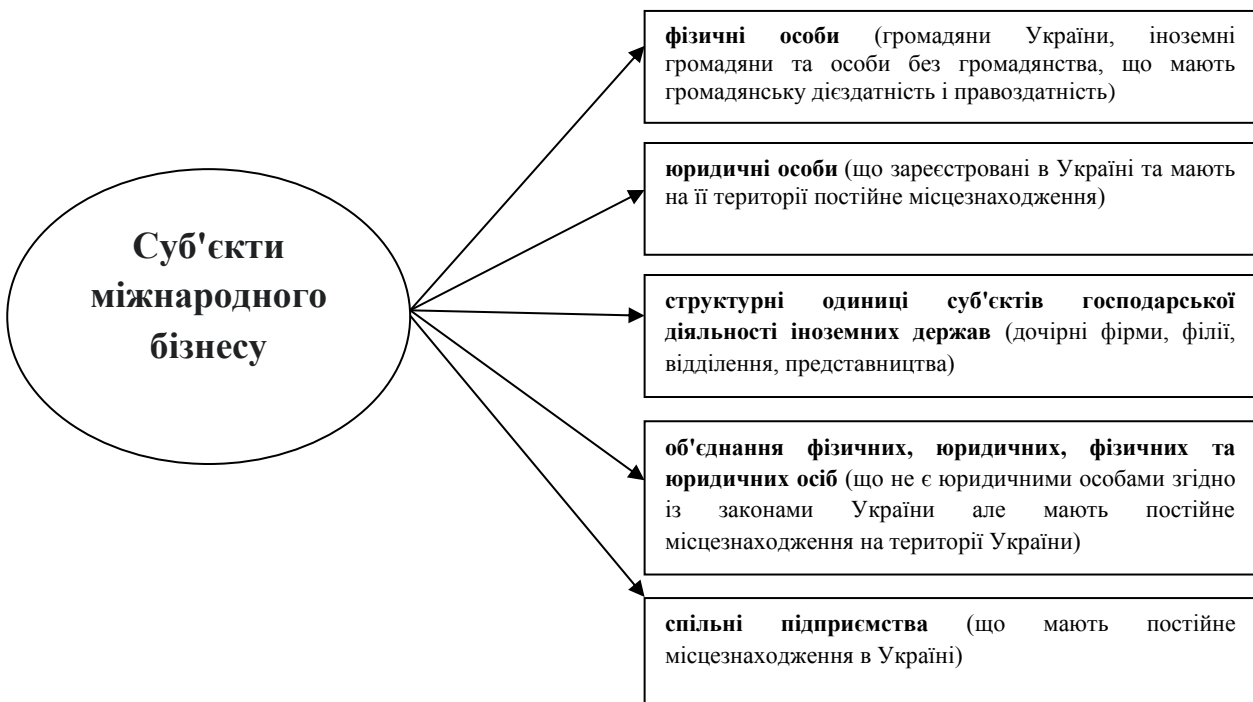 Суб'єкти
міжнародного
бізнесу
фізичні особи (громадяни України, іноземні
громадяни та особи без громадянства, що мають
громадянську дієздатність і правоздатність)
юридичні особи (що зареєстровані в Україні та мають
на її території постійне місцезнаходження)
структурні одиниці суб'єктів господарської
діяльності іноземних держав (дочірні фірми, філії,
відділення, представництва)
об'єднання фізичних, юридичних, фізичних та
юридичних осіб (що не є юридичними особами згідно
із законами України але мають постійне
місцезнаходження на території України)
спільні підприємства (що мають постійне
місцезнаходження в Україні)